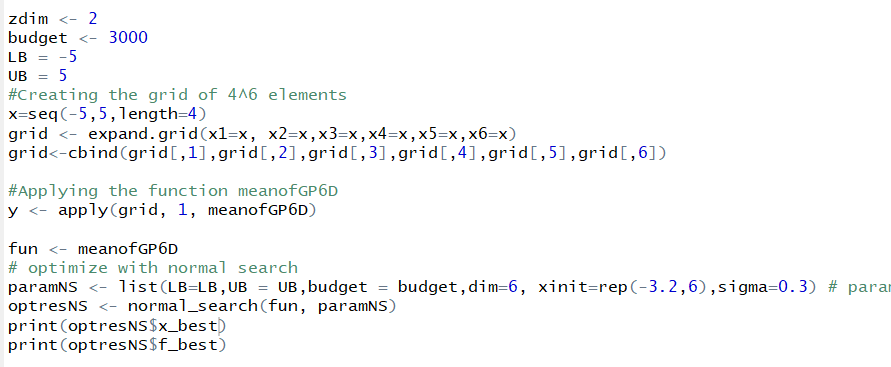 zdim <- 2
budget <- 3000
LB = -5
UB = 5
#Creating the grid of 4^6 elements
x=seq(-5,5,length=4)
grid <- expand.grid(x1=x, x2=x,x3=x,x4=x,x5=x,x6=x)
grid<-cbind(grid[,1],grid[,2],grid[,3],grid[,4],grid[,5],grid[,6])
#Applying the function meanofGP6D
y <- apply(grid, 1, meanofGP6D)
fun <- meanofGP6D
# optimize with normal search
paramNS <- list(LB=LB,UB = UB,budget = budget,dim=6, xinit=rep(-3.2,6),sigma=0.3) #
optresNS <- normal_search(fun, paramNS)
print(optresNS$x_best)
print(optresNS$f_best)